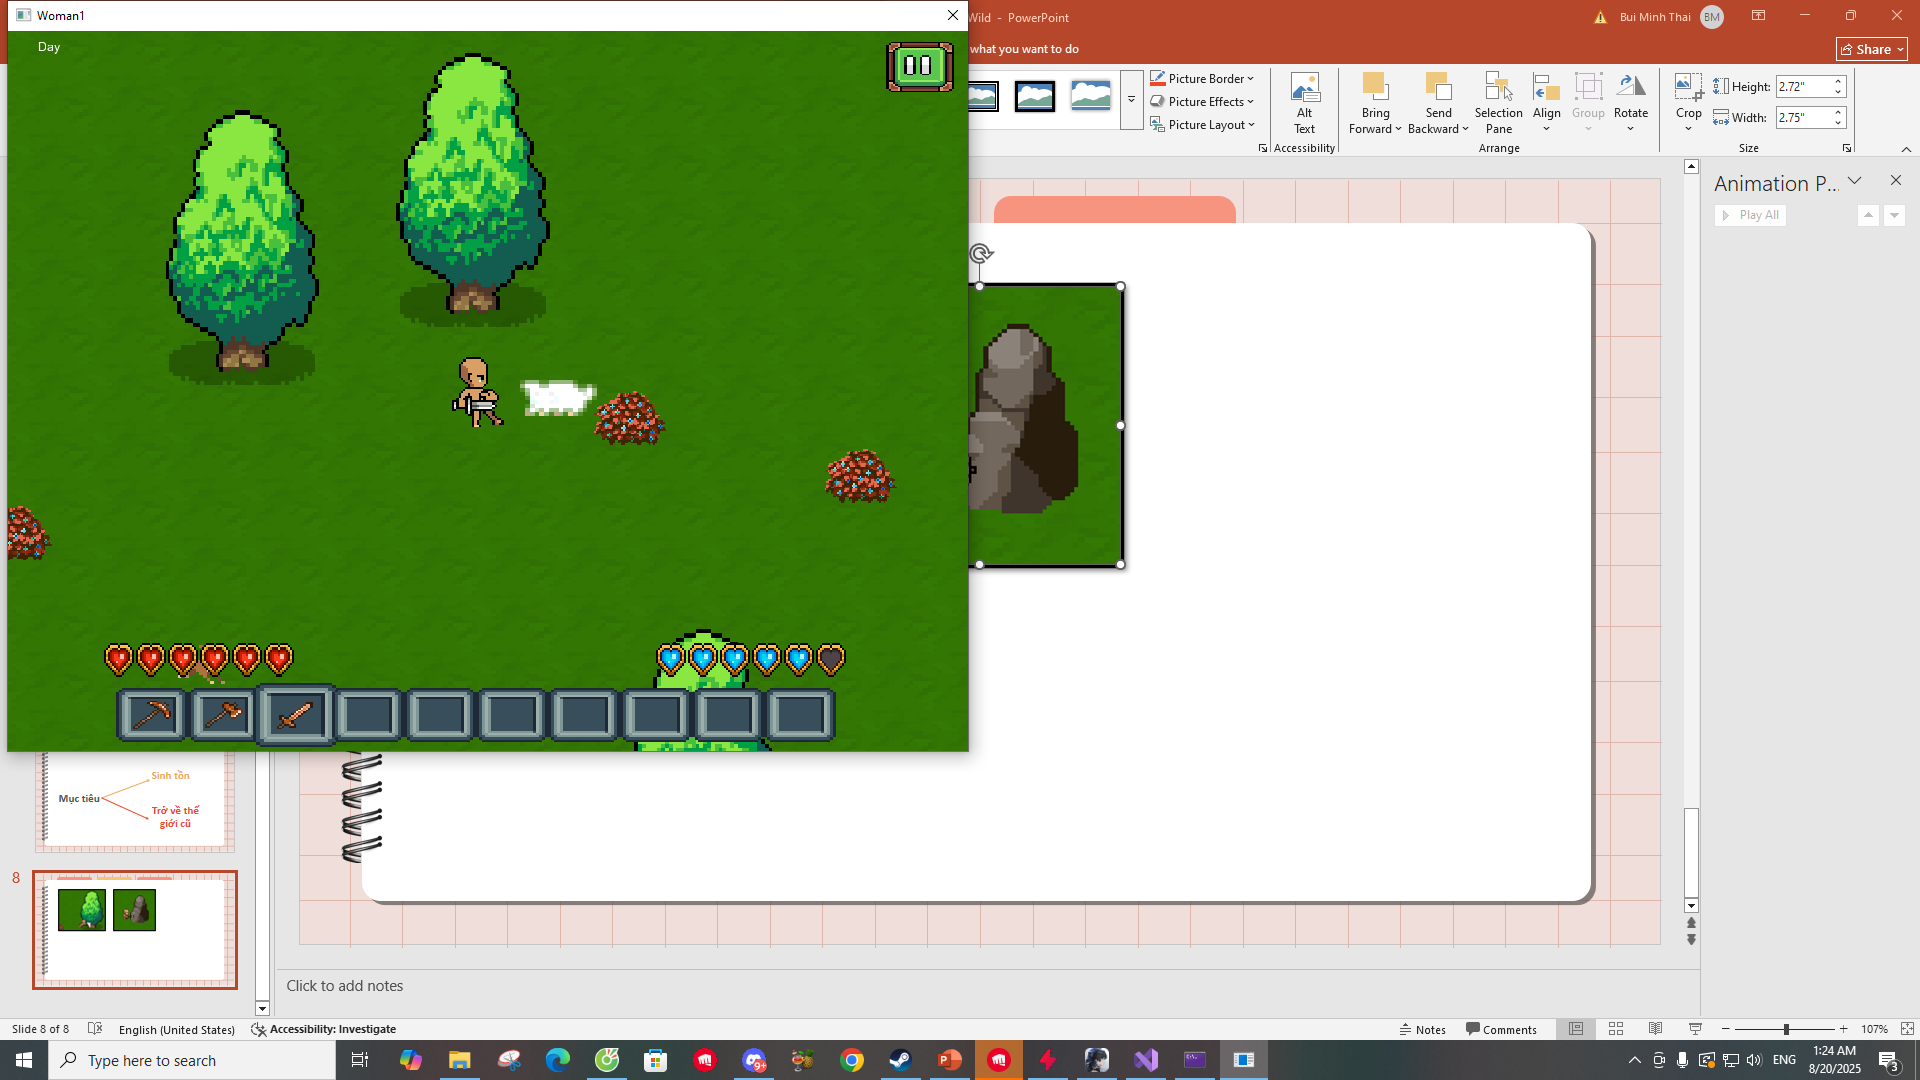 Woman1
Wild - PowerPoint
Bui Minh Thai
BM
Day
what you want to do
Share
Picture Border
Picture Effects
Picture Layout
Alt
Text
Bring
Forward
Send
Backward
Selection
Pane
Align
Group
Rotate
Crop
Height:
2.72"
Width:
2.75"
Accessibility
Arrange
Size
Animation P...
Play All
Mục tiêu
Sinh tồn
Trở về thế
giới cũ
8
Click to add notes
Slide 8 of 8
English (United States)
Accessibility: Investigate
Notes
Comments
107%
Type here to search
9+
ENG
1:24 AM
8/20/2025
3